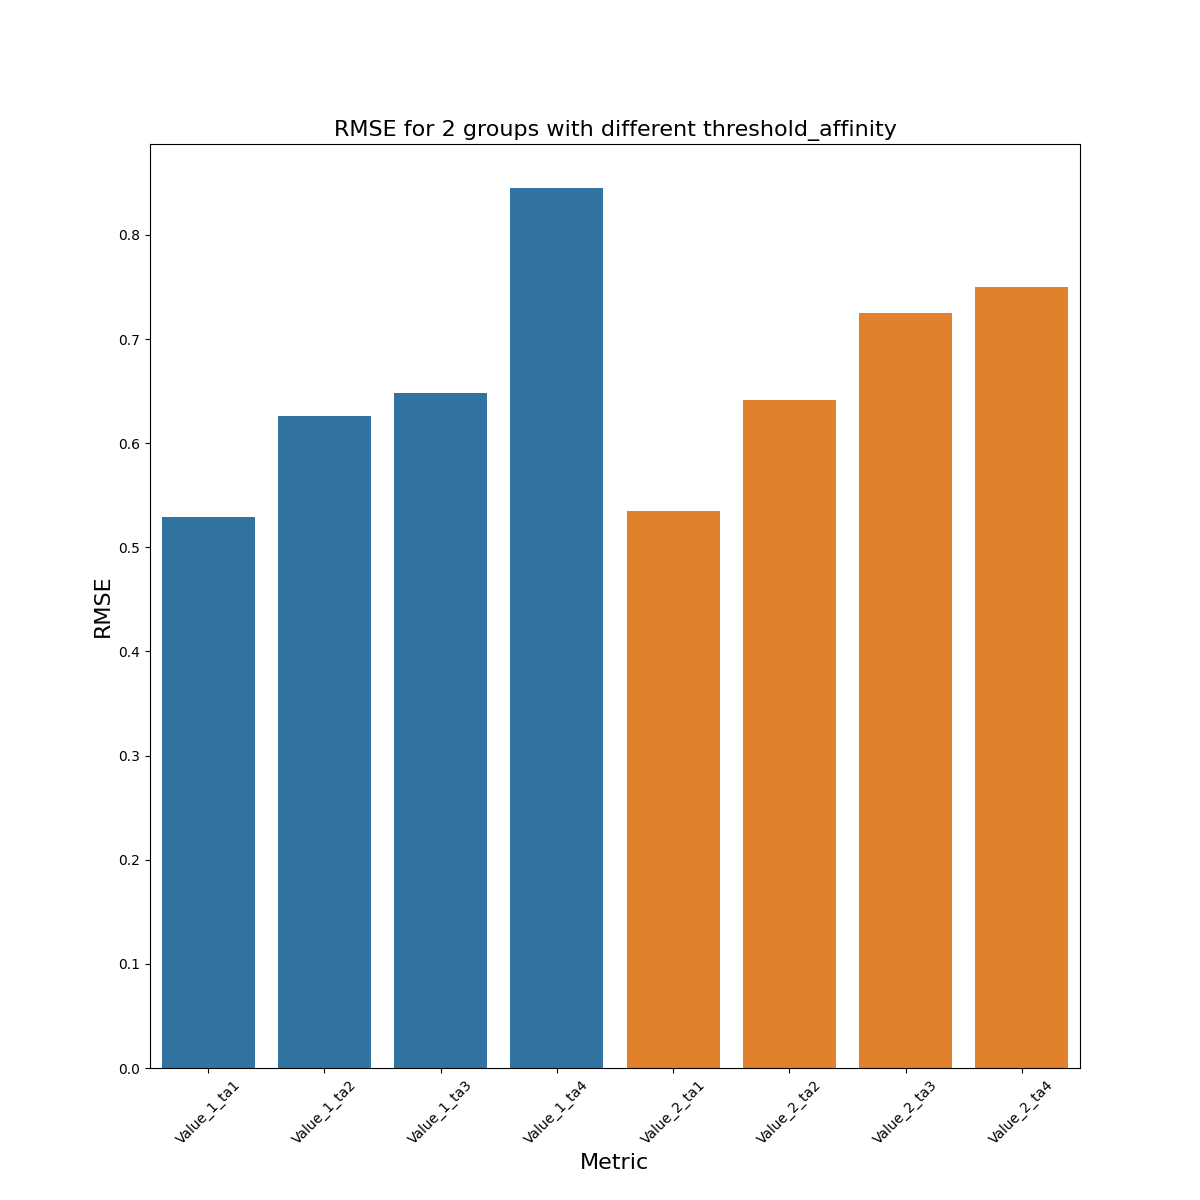 RMSE for 2 groups with different threshold_affinity
RMSE
0.8
0.7
0.6
0.5
0.4
0.3
0.2
0.1
0.0
Value_1_ta1
Value_1_ta2
Value_1_ta3
Value_1_ta4
Value_2_ta1
Value_2_ta2
Value_2_ta3
Value_2_ta4
Metric